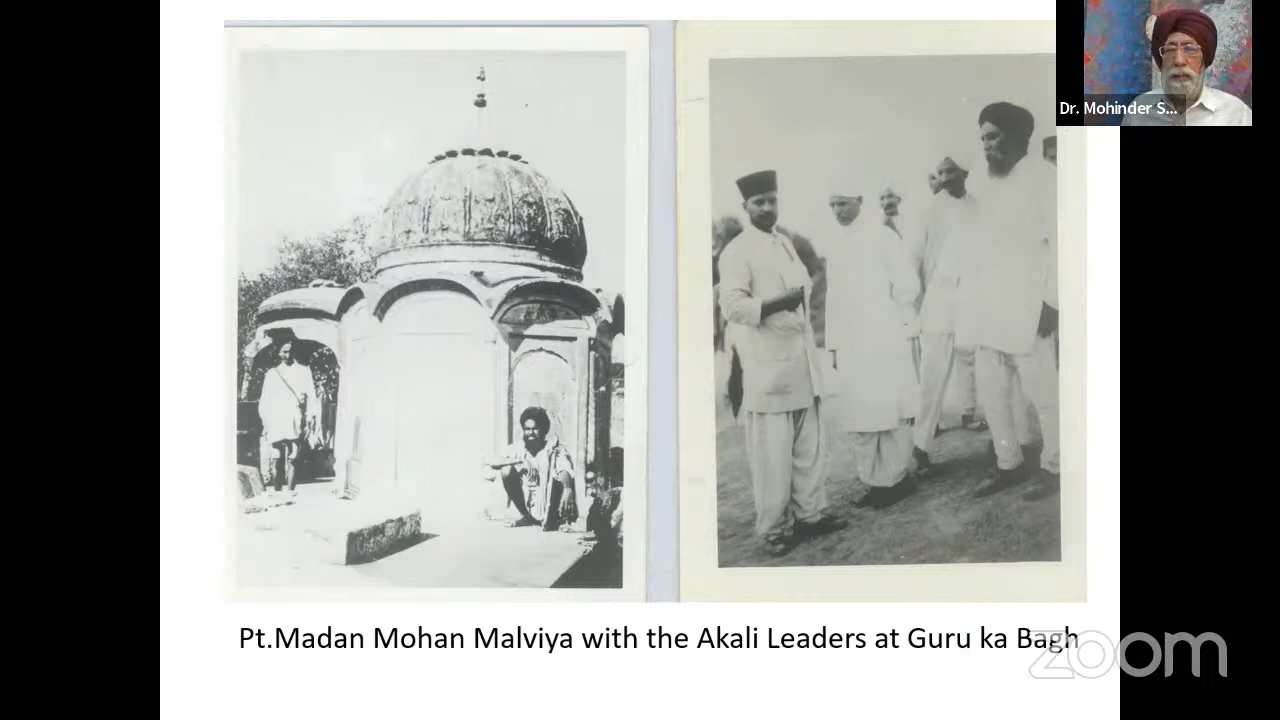 Dr. Mohinder S...
Pt.Madan Mohan Malviya with the Akali Leaders at Guru ka Bagh
zoom